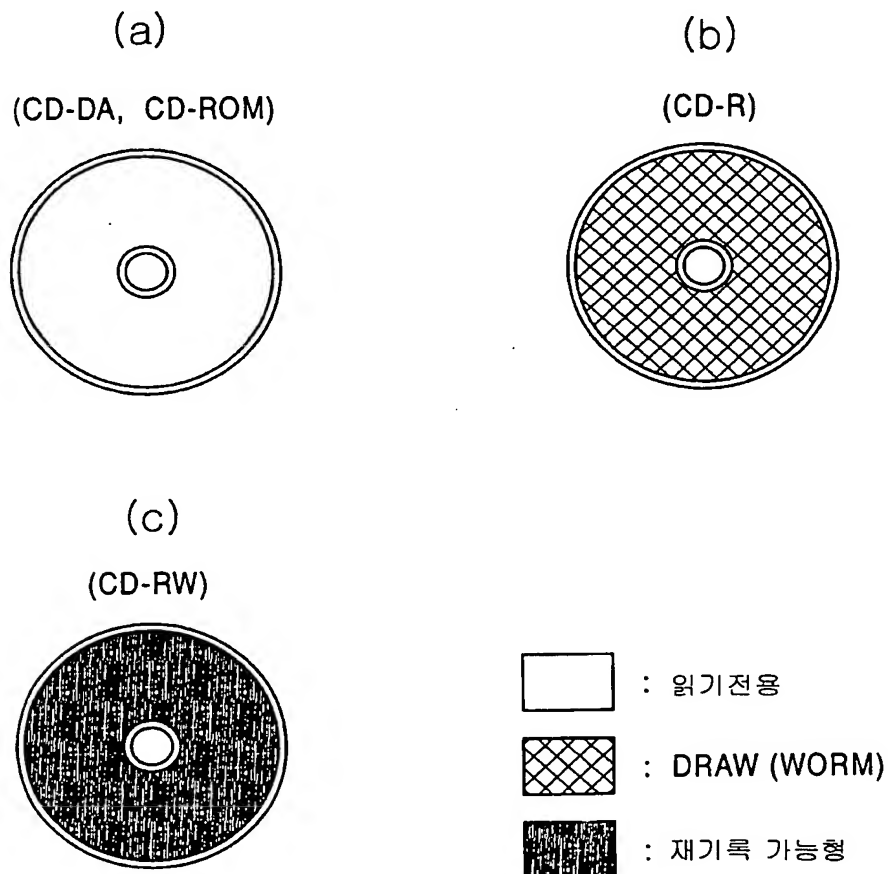 (a)
(CD-DA, CD-ROM)
(b)
(CD-R)
(c)
(CD-RW)
: 읽기전용
: DRAW (WORM)
: 재기록 가능형